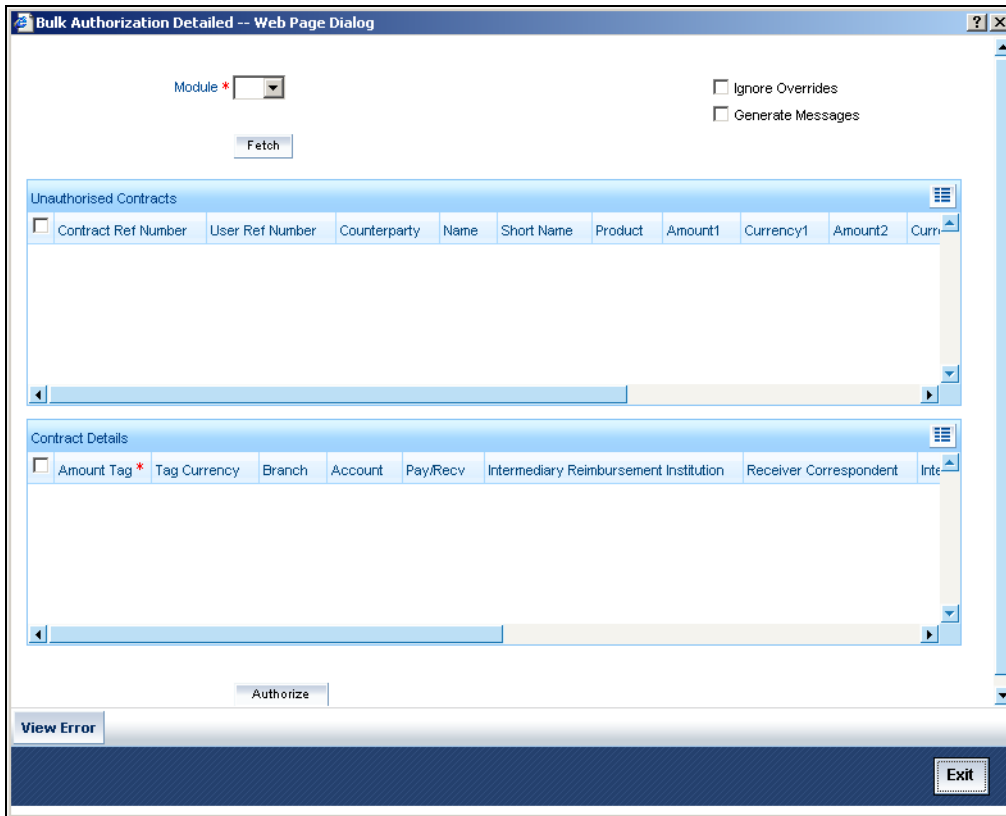 Bulk Authorization Detailed -- Web Page Dialog
Module *
Ignore Overrides
Generate Messages
Fetch
Unauthorised Contracts
Contract Ref Number User Ref Number Counterparty Name Short Name Product Amount1 Currency1 Amount2 Curr
Contract Details
Amount Tag * Tag Currency Branch Account Pay/Recv Intermediary Reimbursement Institution Receiver Correspondent Inte
Authorize
View Error
Exit